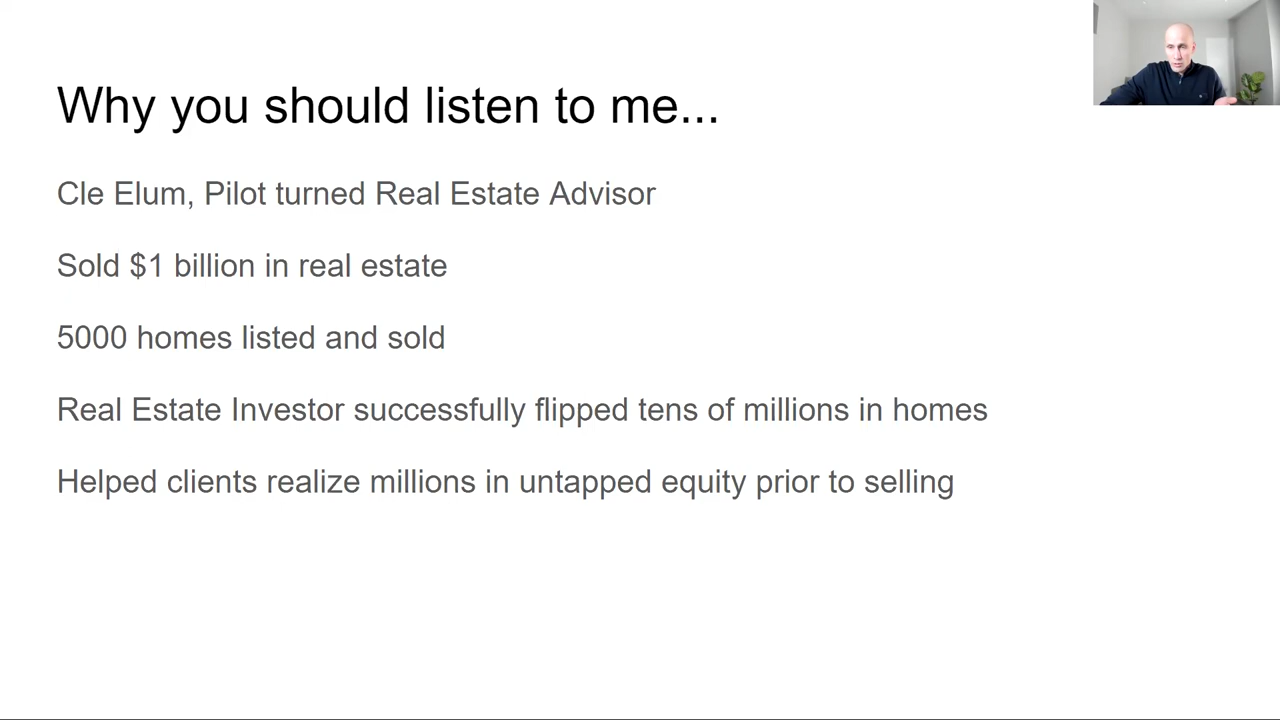 Why you should listen to me...
Cle Elum, Pilot turned Real Estate Advisor
Sold $1 billion in real estate
5000 homes listed and sold
Real Estate Investor successfully flipped tens of millions in homes
Helped clients realize millions in untapped equity prior to selling